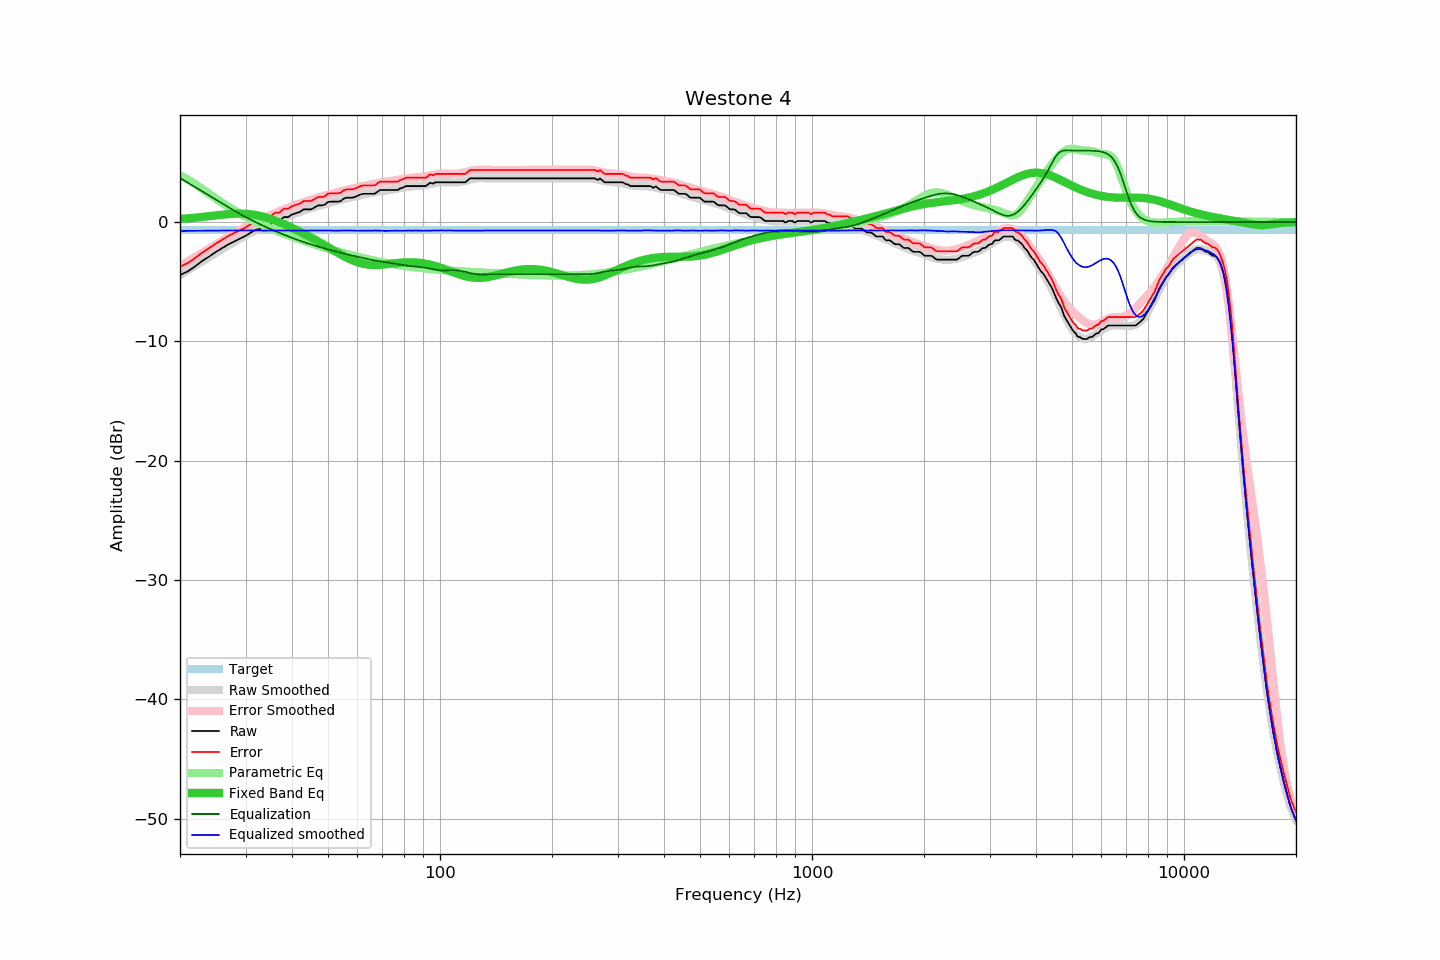 Westone 4
0
−10
−20
−30
−40
−50
Amplitude (dBr)
Target
Raw Smoothed
Error Smoothed
Raw
Error
Parametric Eq
Fixed Band Eq
Equalization
Equalized smoothed
100
1000
10000
Frequency (Hz)